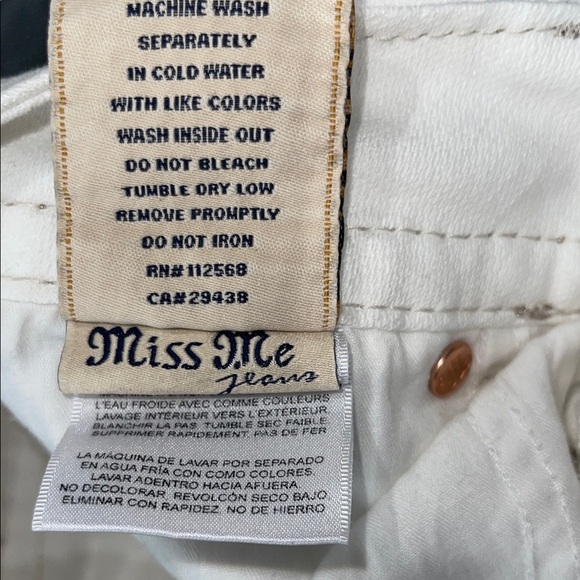 MACHINE WASH
SEPARATELY
IN COLD WATER
WITH LIKE COLORS
WASH INSIDE OUT
DO NOT BLEACH
TUMBLE DRY LOW
REMOVE PROMPTLY
DO NOT IRON
RN#112568
CA#29438
Miss Me
Jeans
L'EAU FROIDE AVEC COMME COULEURS
LAVAGE INTÉRIEUR VERS L'EXTÉRIEUR
BLANCHIR LA PAS. TUMBLE SEC FAIBLE
SUPPRIMER RAPIDEMENT. PAS DE FER
LA MÁQUINA DE LAVAR POR SEPARADO
EN AGUA FRÍA CON COMO COLORES.
LAVAR ADENTRO HACIA AFUERA.
NO DECOLORAR. REVOLCÓN SECO BAJO
ELIMINAR CON RAPIDEZ. NO DE HIERRO